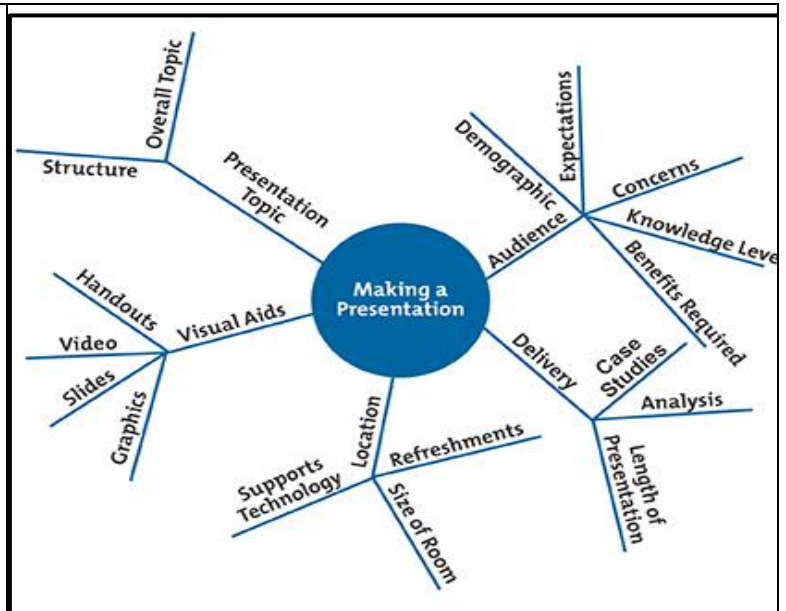 Making a
Presentation
Presentation
Topic
Overall Topic
Structure
Audience
Demographic
Expectations
Concerns
Knowledge Leve
Benefits Required
Delivery
Case
Studies
Analysis
Length of
Presentation
Location
Refreshments
Size of Room
Supports
Technology
Visual Aids
Handouts
Video
Slides
Graphics